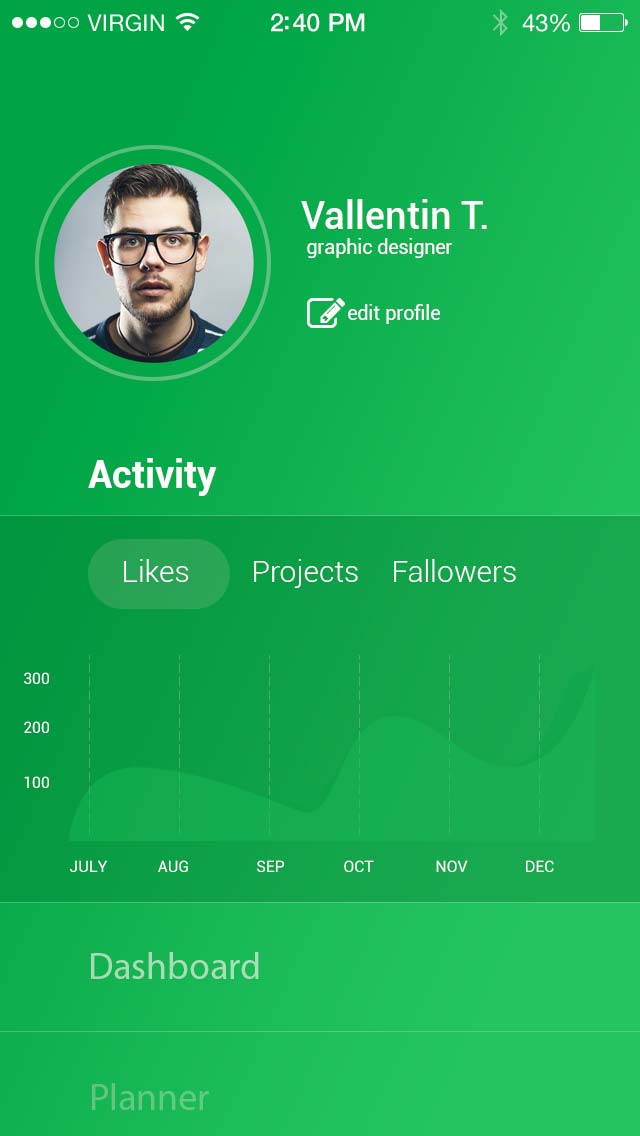 VIRGIN 2:40 PM 43%
Vallentin T.
graphic designer
edit profile
Activity
Likes Projects Fallowers
300
200
100
JULY AUG SEP OCT NOV DEC
Dashboard
Planner